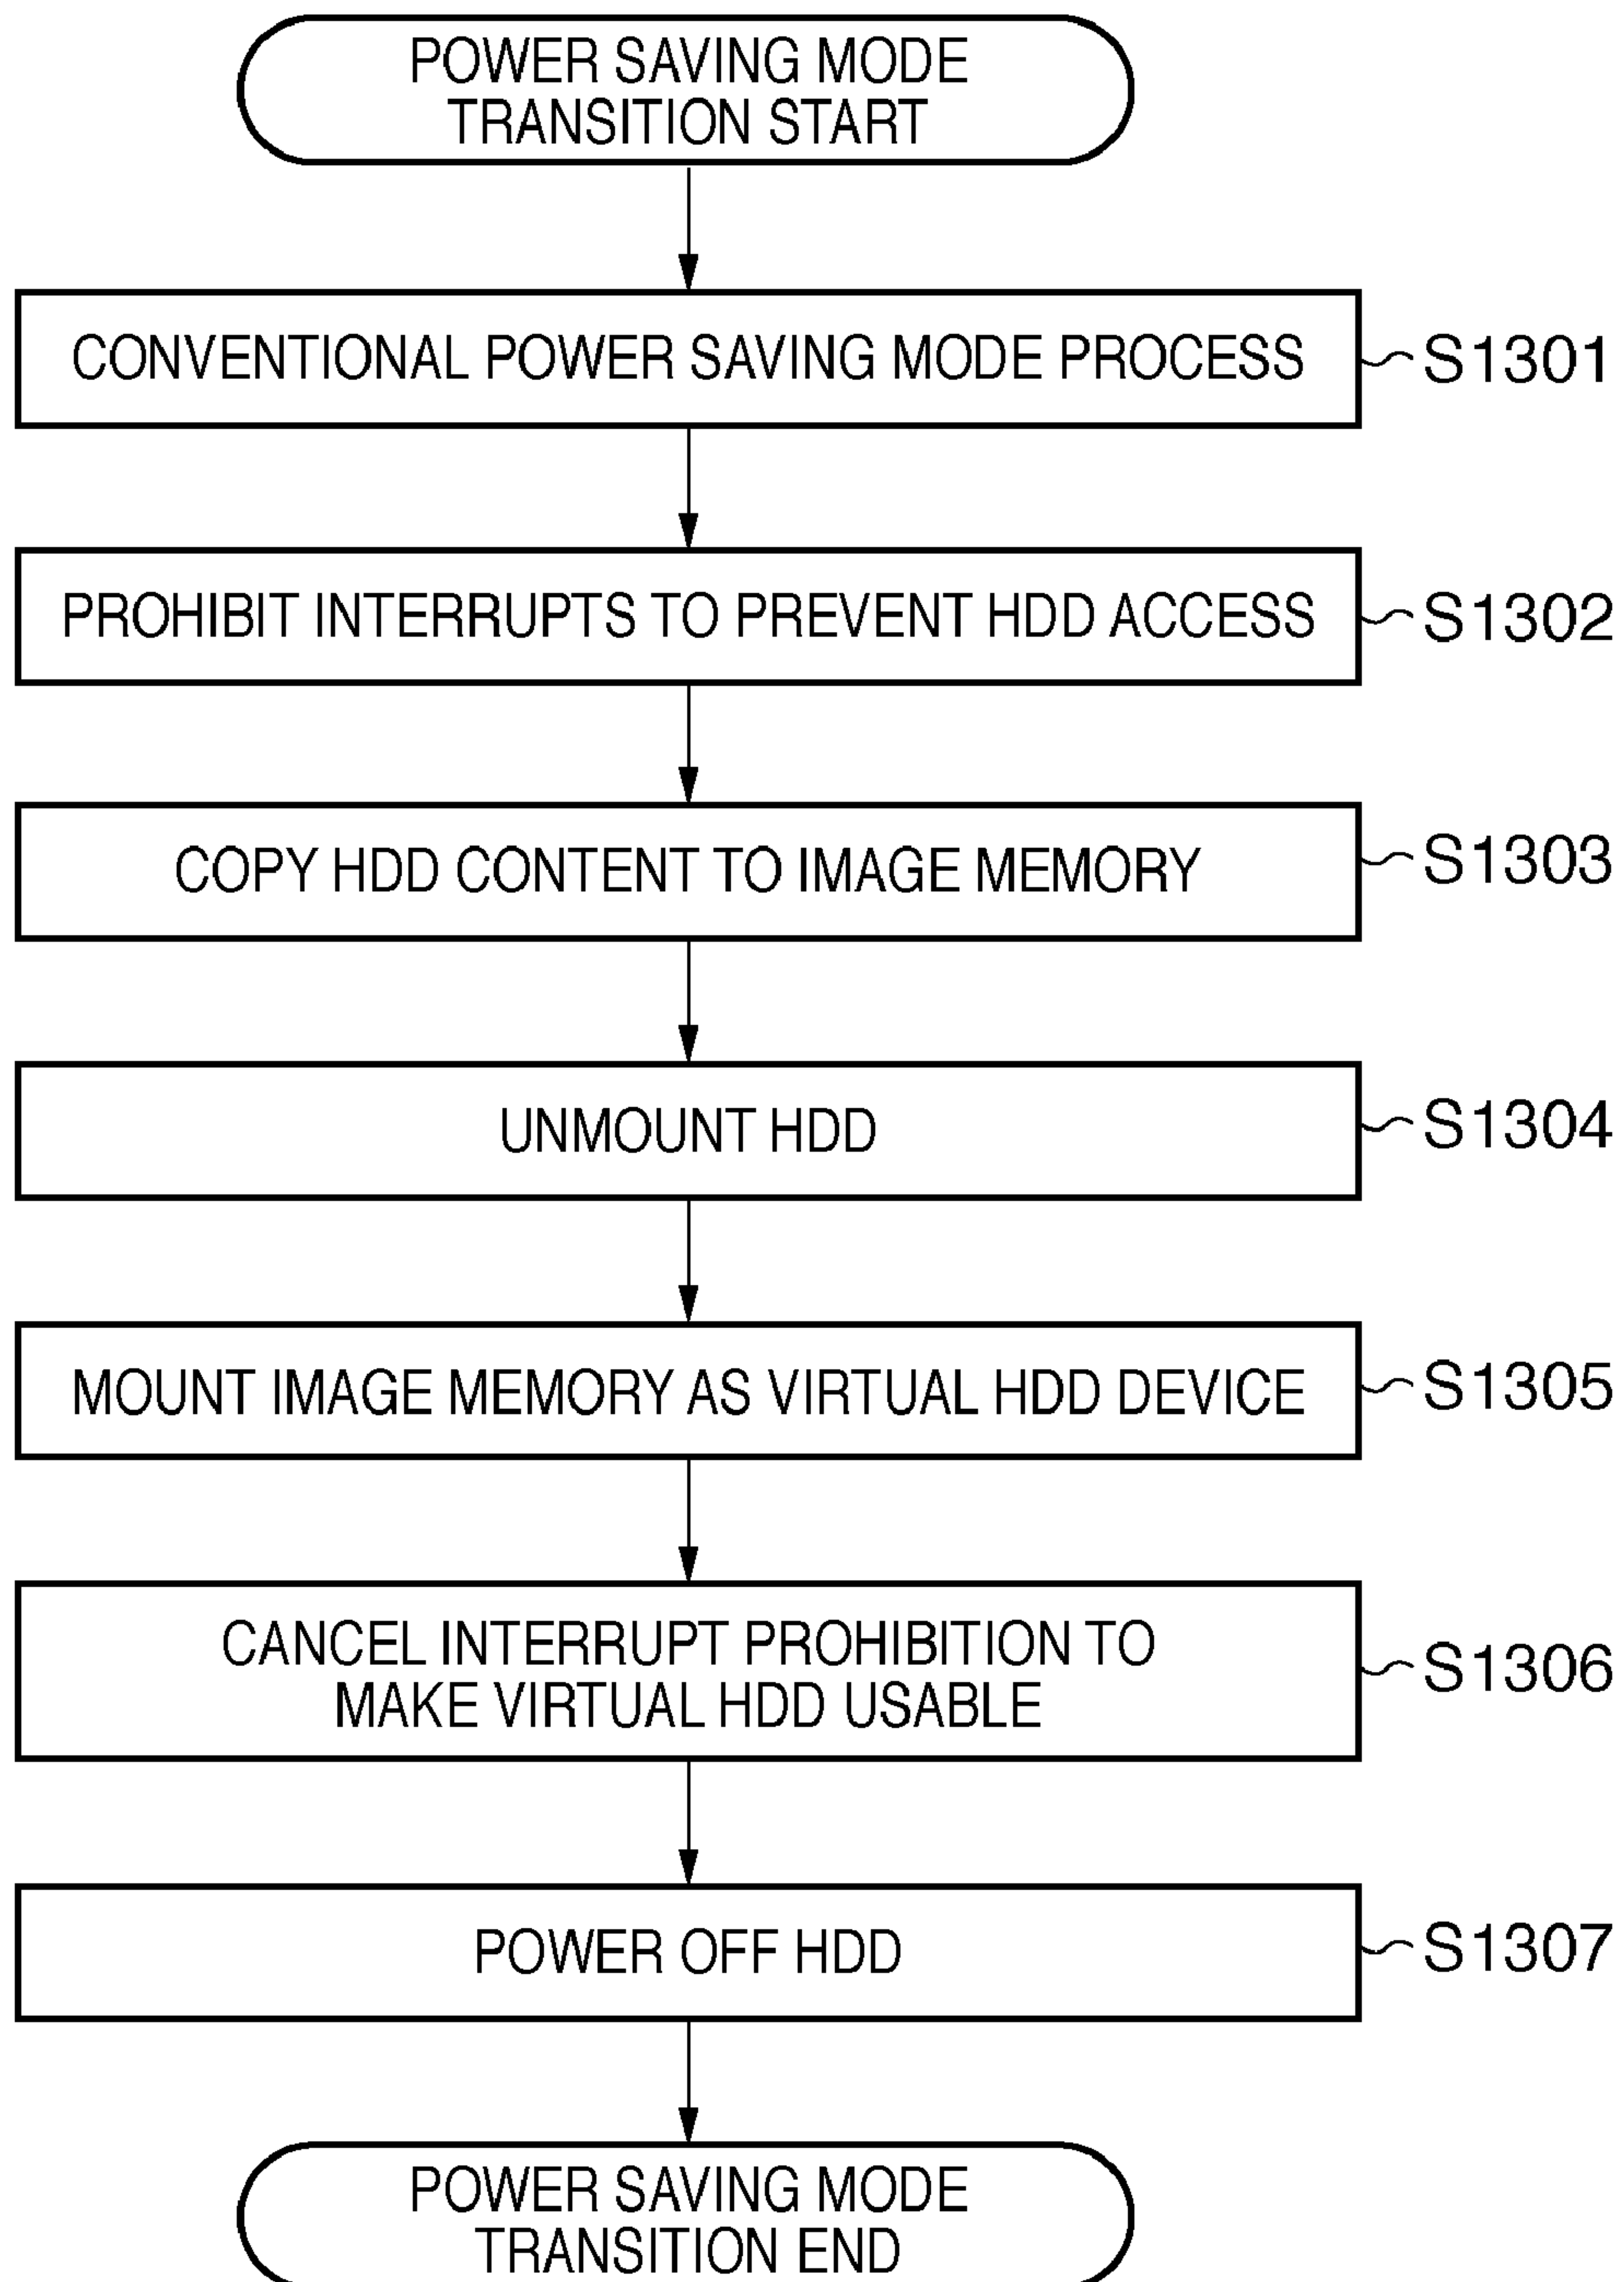 POWER SAVING MODE
TRANSITION START
CONVENTIONAL POWER SAVING MODE PROCESS
S1301
PROHIBIT INTERRUPTS TO PREVENT HDD ACCESS
S1302
COPY HDD CONTENT TO IMAGE MEMORY
S1303
UNMOUNT HDD
S1304
MOUNT IMAGE MEMORY AS VIRTUAL HDD DEVICE
S1305
CANCEL INTERRUPT PROHIBITION TO
MAKE VIRTUAL HDD USABLE
S1306
POWER OFF HDD
S1307
POWER SAVING MODE
TRANSITION END